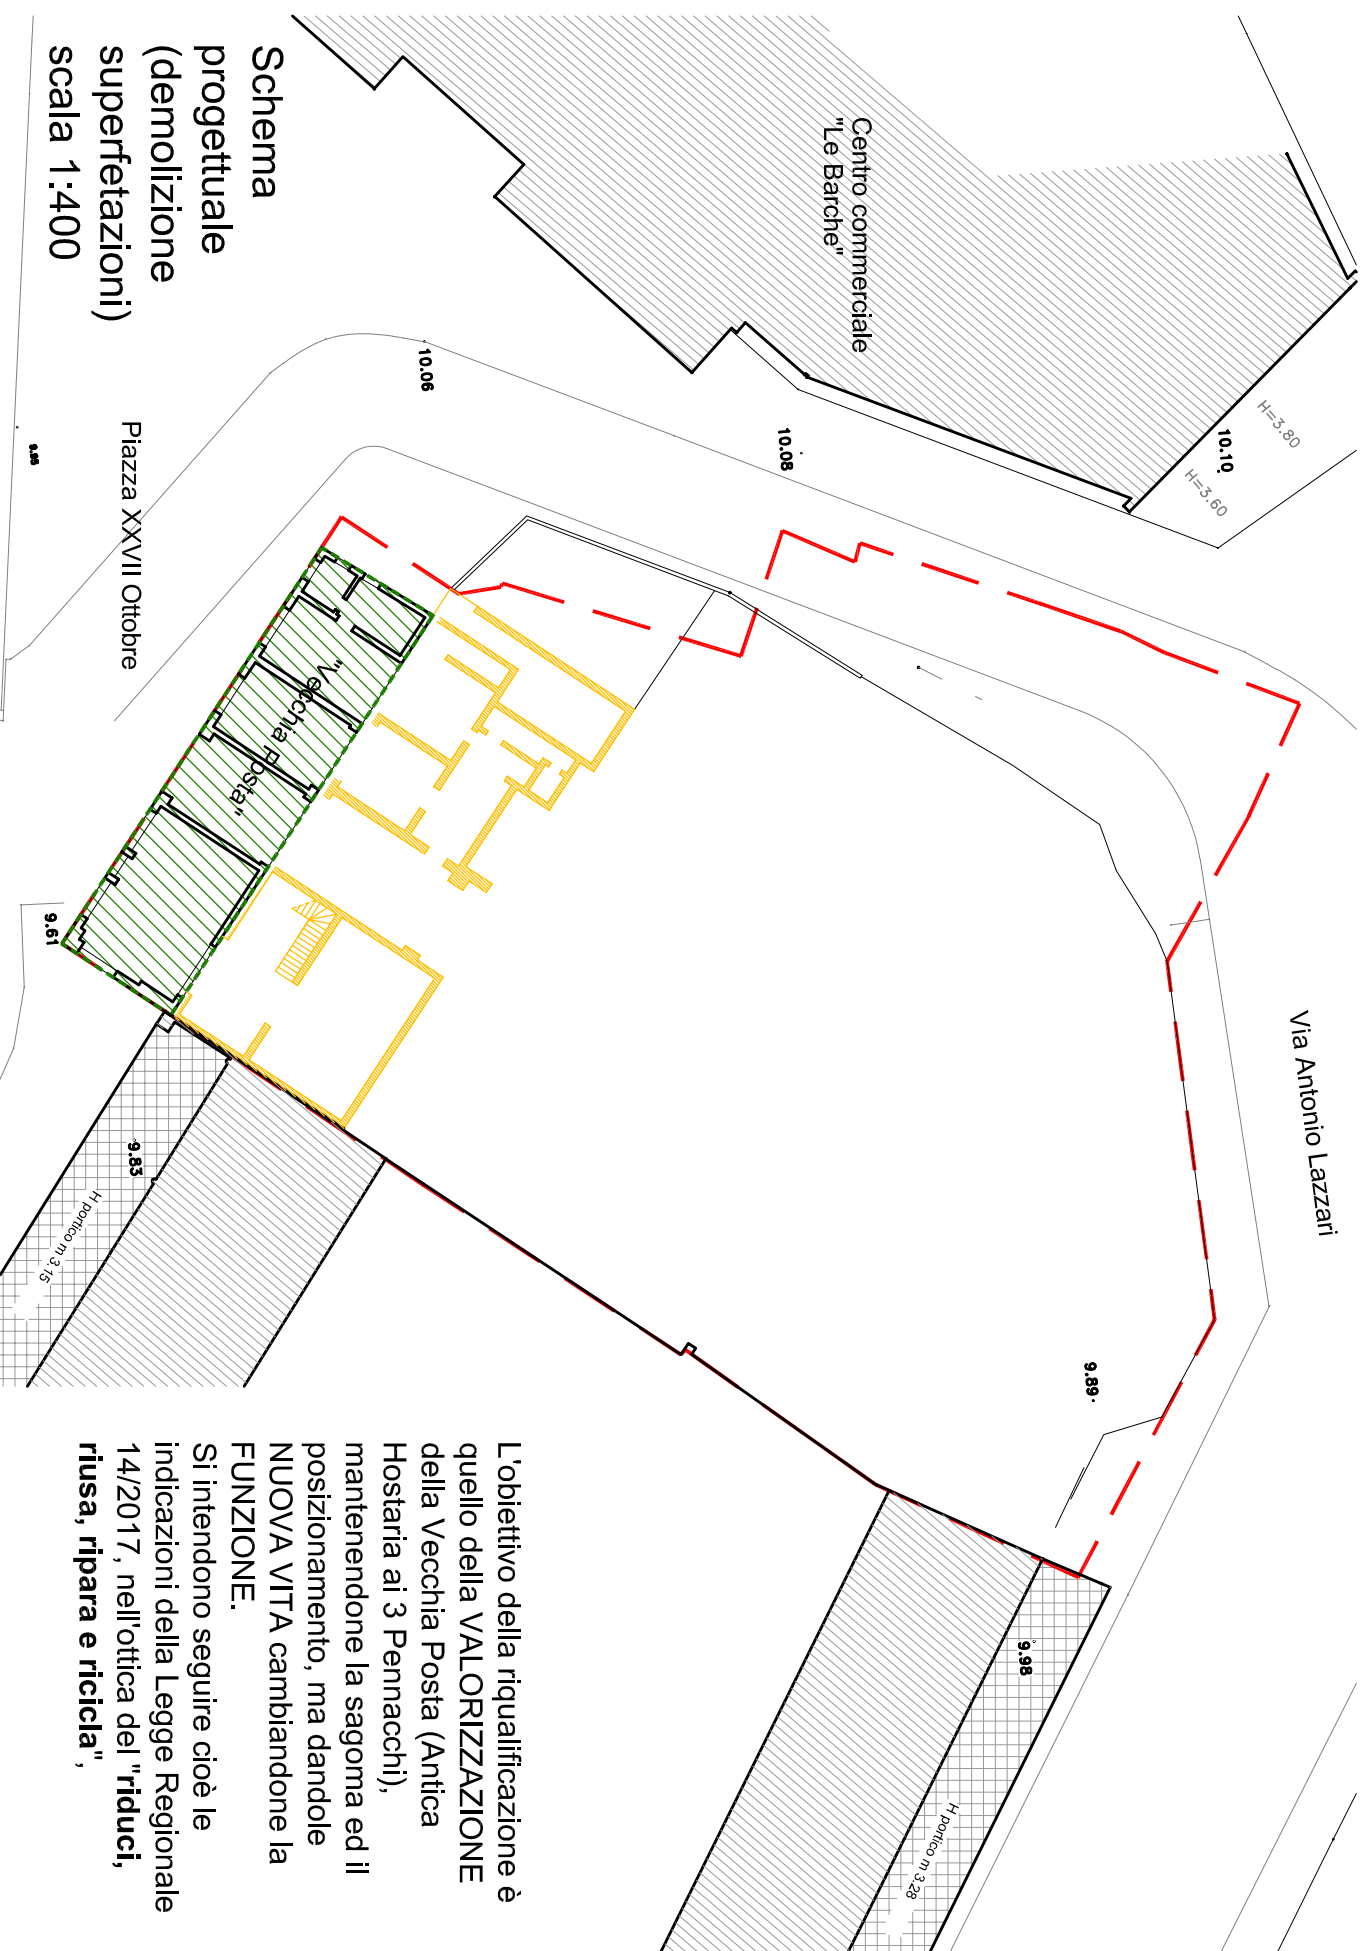 Schema
progettuale
(demolizione
superfetazioni)
scala 1:400
Centro commerciale
"Le Barche"
H=3.80
10.10
H=3.60
10.06
10.08
9.95
Piazza XXVII Ottobre
"Vecchia Posta"
9.61
Via Antonio Lazzari
9.83
H portico m 3.15
9.89
9.98
H portico m 3.28
L'obiettivo della riqualificazione è
quello della VALORIZZAZIONE
della Vecchia Posta (Antica
Hostaria ai 3 Pennacchi),
mantenendone la sagoma ed il
posizionamento, ma dandole
NUOVA VITA cambiandone la
FUNZIONE.
Si intendono seguire cioè le
indicazioni della Legge Regionale
14/2017, nell'ottica del "riduci,
riusa, ripara e ricicla",